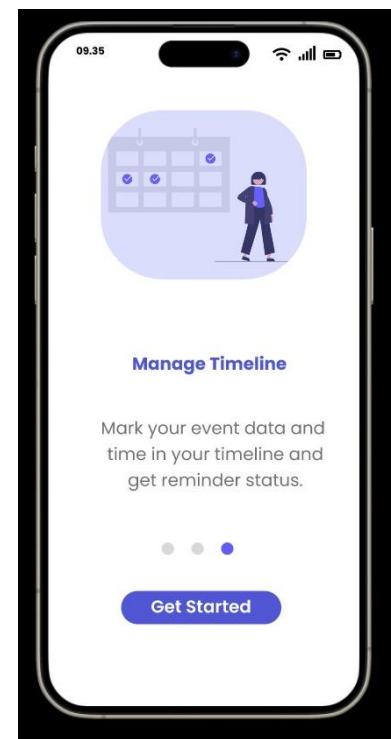 09.35
Manage Timeline
Mark your event data and
time in your timeline and
get reminder status.
Get Started